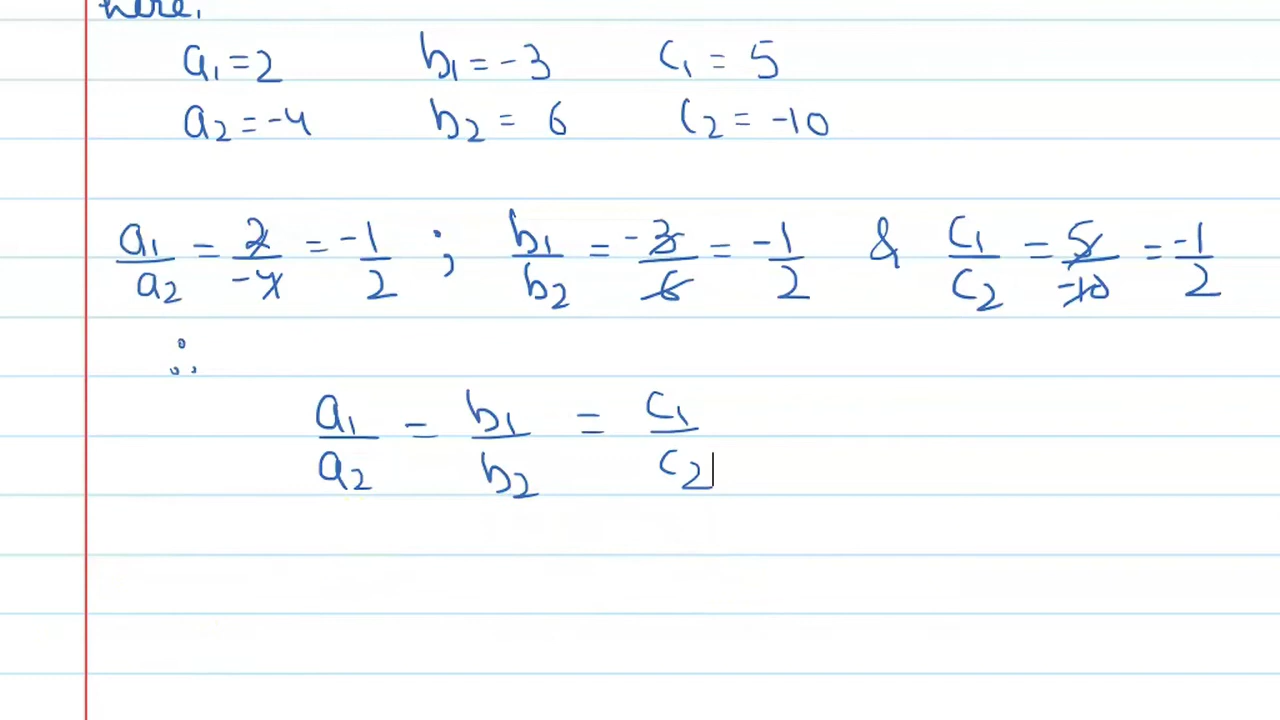 here,
a₁ = 2 b₁ = -3 c₁ = 5
a₂ = -4 b₂ = 6 c₂ = -10
a₁/a₂ = 2/-4 = -1/2 ; b₁/b₂ = -3/6 = -1/2 & c₁/c₂ = 5/-10 = -1/2
∴
a₁/a₂ = b₁/b₂ = c₁/c₂